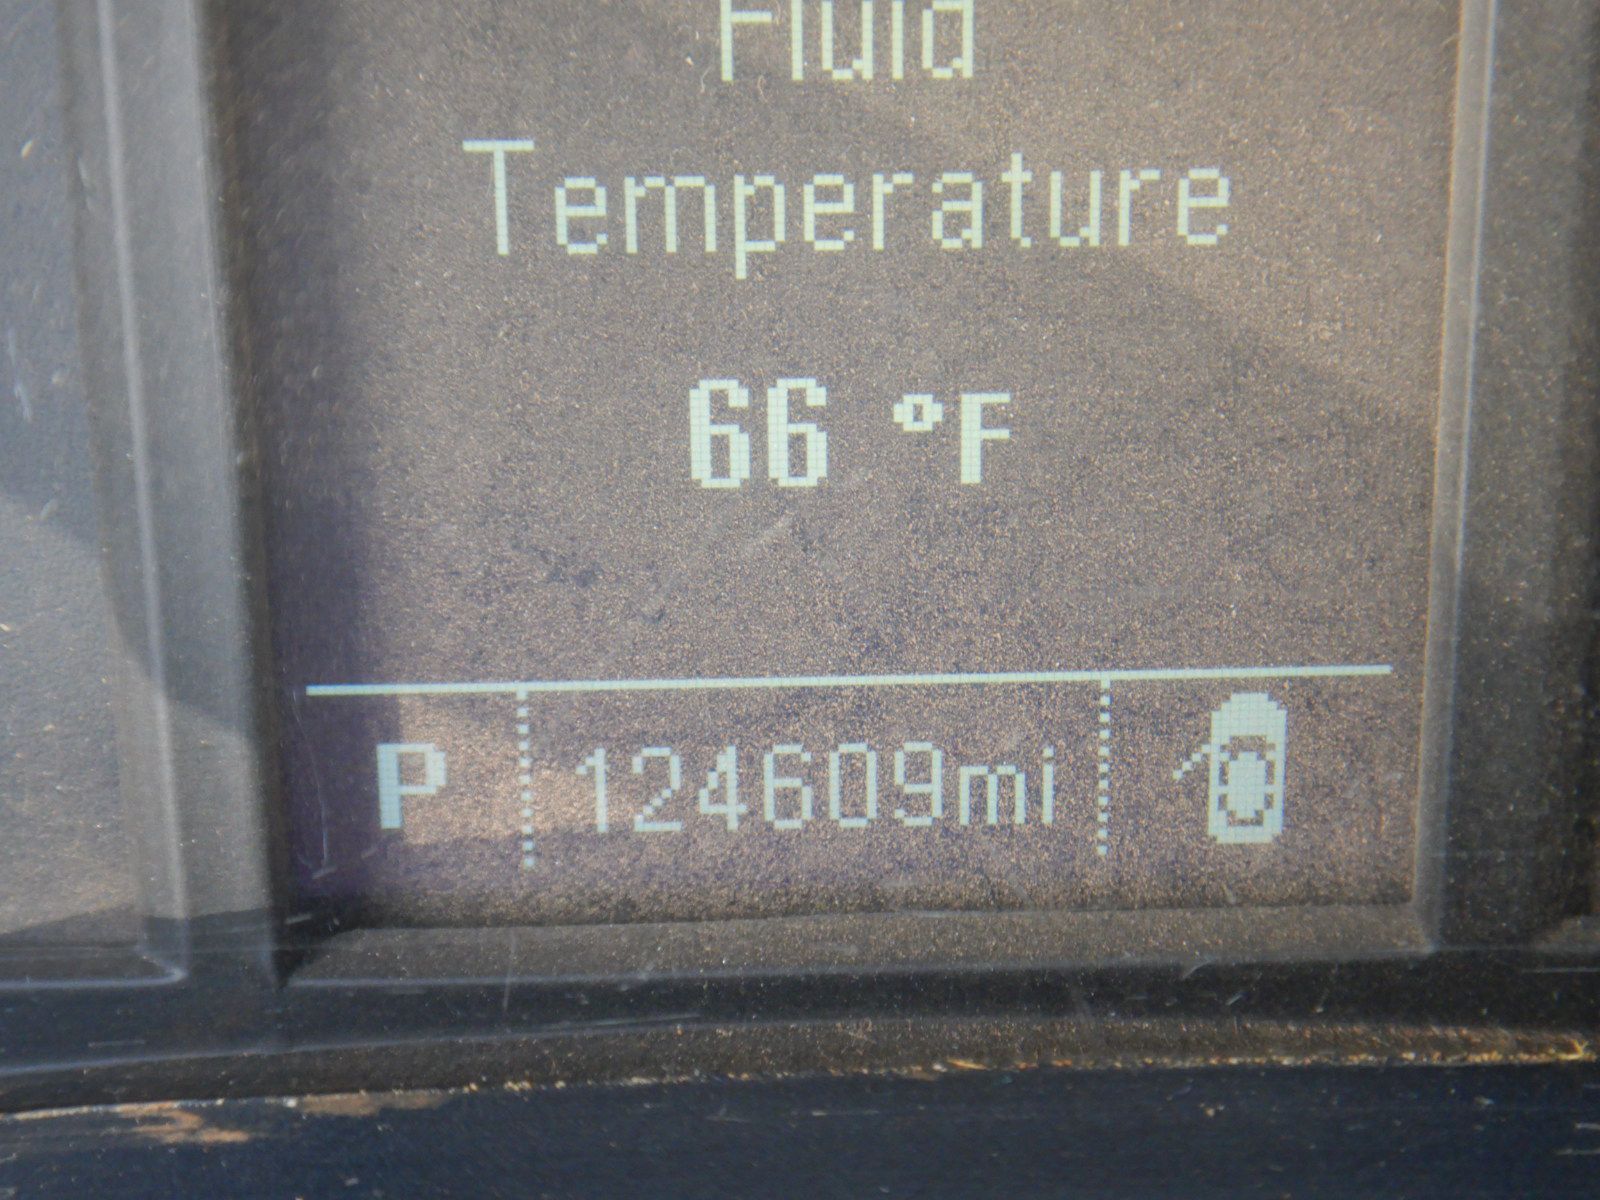 Fluid
Temperature
66 °F
P 124609mi